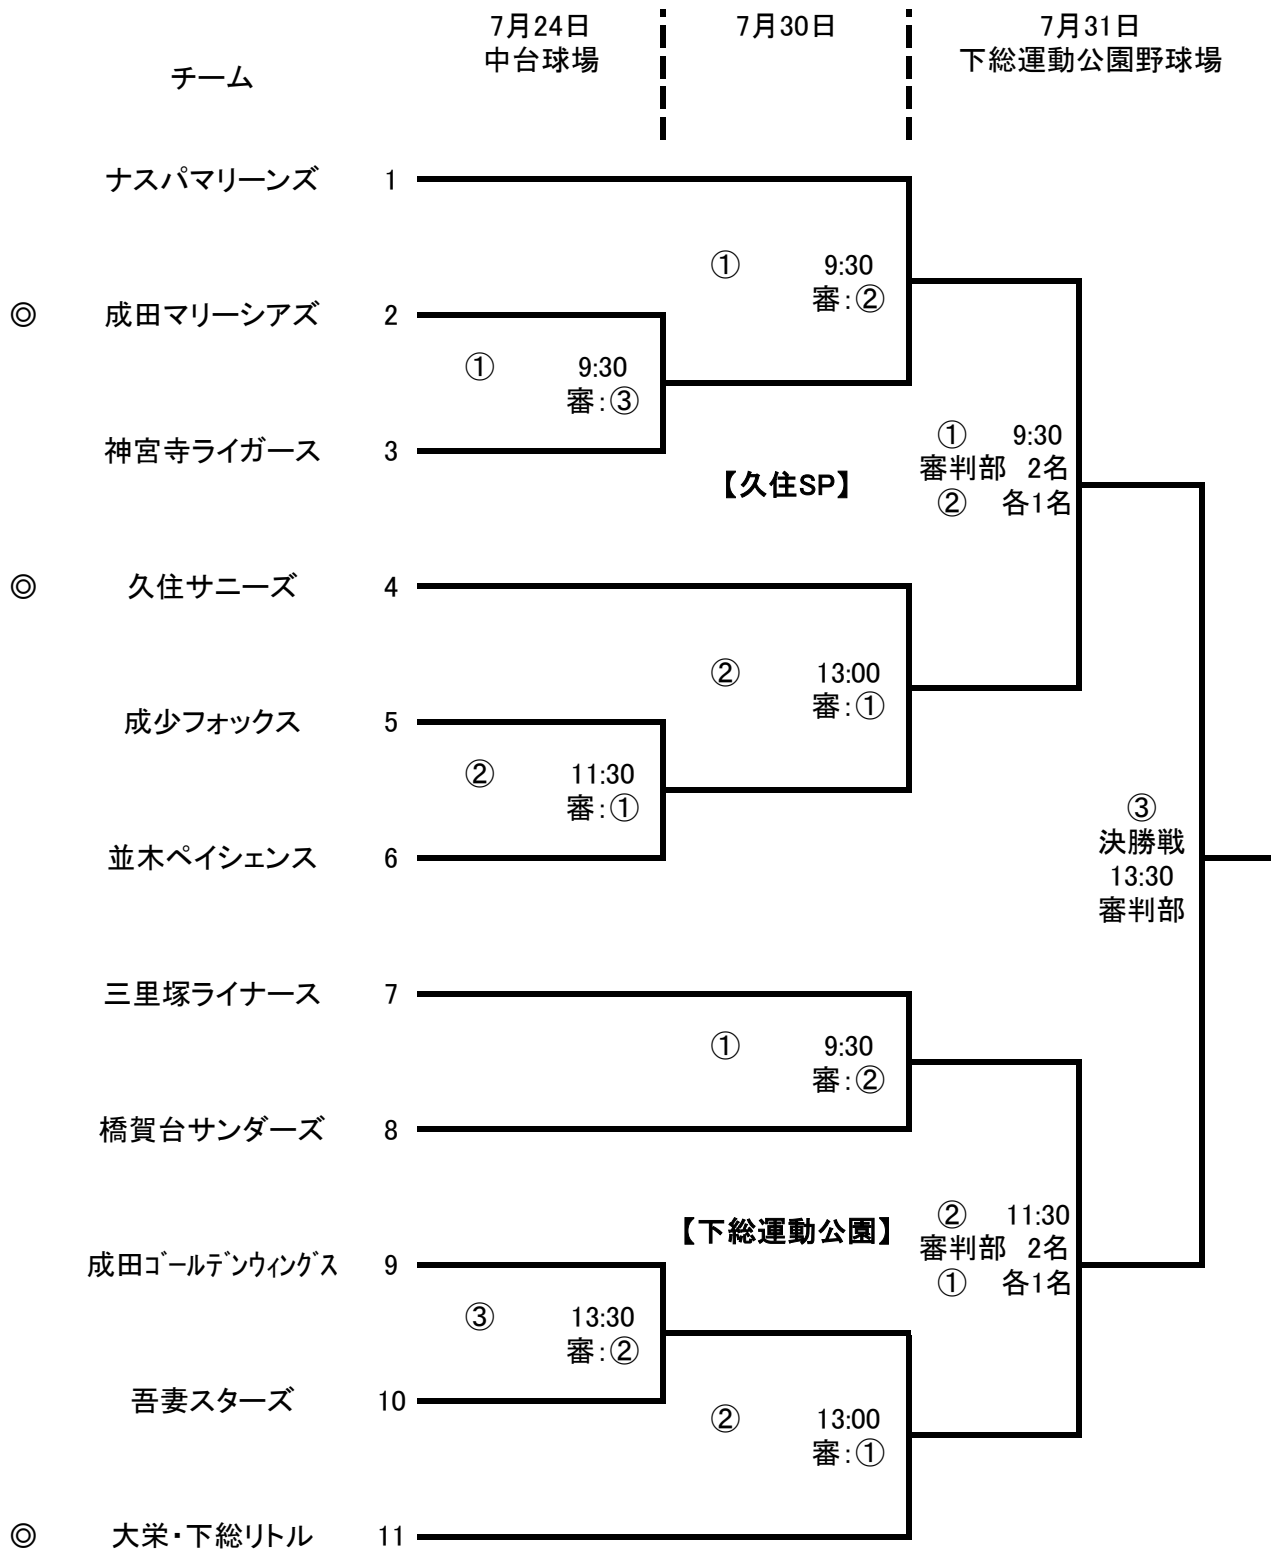 7月24日
中台球場
7月30日
7月31日
下総運動公園野球場
チーム
ナスパマリーンズ 1
① 9:30
審:②
◎ 成田マリーシアズ 2
① 9:30
審:③
神宮寺ライガース 3
【久住SP】
① 9:30
審判部 2名
② 各1名
◎ 久住サニーズ 4
② 13:00
審:①
成少フォックス 5
② 11:30
審:①
並木ペイシェンス 6
③
決勝戦
13:30
審判部
三里塚ライナース 7
① 9:30
審:②
橋賀台サンダーズ 8
【下総運動公園】
② 11:30
審判部 2名
① 各1名
成田ゴールデンウィングス 9
③ 13:30
審:②
吾妻スターズ 10
② 13:00
審:①
◎ 大栄・下総リトル 11